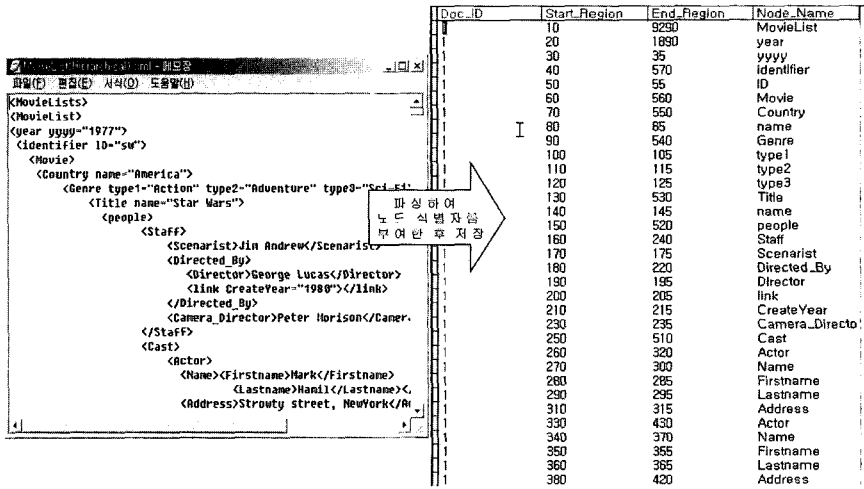 메모장
파일(F) 편집(E) 서식(O) 도움말(H)
<MovieLists>
<MovieList>
<year yyyy="1977">
<identifier ID="sw">
<Movie>
<Country name="America">
<Genre type1="Action" type2="Adventure" type3="Sci-Fi"
<Title name="Star Wars">
<people>
<Staff>
<Scenarist>Jim Andrew</Scenarist>
<Directed_By>
<Director>George Lucas</Director>
<link CreateYear="1980"></link>
</Directed_By>
<Camera_Director>Peter Morison</Camer
</Staff>
<Cast>
<Actor>
<Name><Firstname>Mark</Firstname>
<Lastname>Hamil</Lastname><
<Address>Strowty street, NewYork</A
파싱하여
노드 식별자를
부여한 후 저장
Doc_ID Start_Region End_Region Node_Name
1 10 9290 MovieList
1 20 1890 year
1 30 35 yyyy
1 40 570 identifier
1 50 55 ID
1 60 560 Movie
1 70 550 Country
1 80 85 name
1 90 540 Genre
1 100 105 type1
1 110 115 type2
1 120 125 type3
1 130 530 Title
1 140 145 name
1 150 520 people
1 160 240 Staff
1 170 175 Scenarist
1 180 220 Directed_By
1 190 195 Director
1 200 205 link
1 210 215 CreateYear
1 230 235 Camera_Directo
1 250 510 Cast
1 260 320 Actor
1 270 300 Name
1 280 285 Firstname
1 290 295 Lastname
1 310 315 Address
1 330 430 Actor
1 340 370 Name
1 350 355 Firstname
1 360 365 Lastname
1 380 420 Address